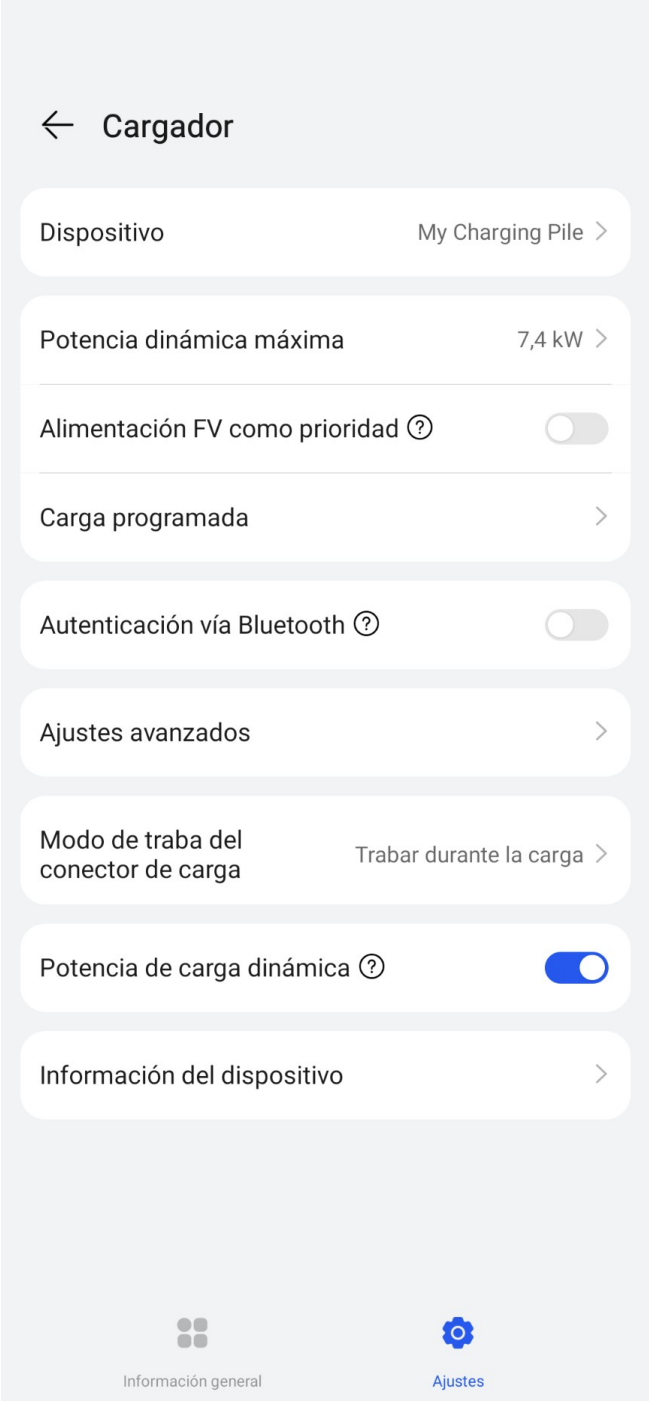 Cargador
Dispositivo My Charging Pile
Potencia dinámica máxima 7,4 kW
Alimentación FV como prioridad ?
Carga programada
Autenticación vía Bluetooth ?
Ajustes avanzados
Modo de traba del
conector de carga Trabar durante la carga
Potencia de carga dinámica ?
Información del dispositivo
Información general Ajustes